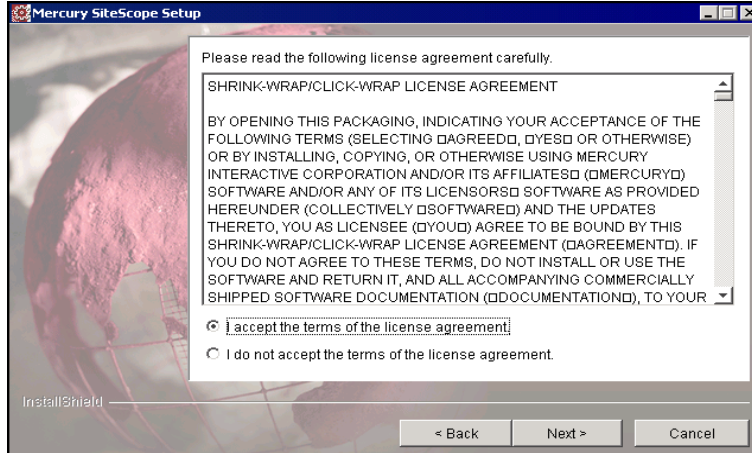 Mercury SiteScope Setup
Please read the following license agreement carefully.
SHRINK-WRAP/CLICK-WRAP LICENSE AGREEMENT
BY OPENING THIS PACKAGING, INDICATING YOUR ACCEPTANCE OF THE
FOLLOWING TERMS (SELECTING □AGREED□, □YES□ OR OTHERWISE)
OR BY INSTALLING, COPYING, OR OTHERWISE USING MERCURY
INTERACTIVE CORPORATION AND/OR ITS AFFILIATES□ (□MERCURY□)
SOFTWARE AND/OR ANY OF ITS LICENSORS□ SOFTWARE AS PROVIDED
HEREUNDER (COLLECTIVELY □SOFTWARE□) AND THE UPDATES
THERETO, YOU AS LICENSEE (□YOU□) AGREE TO BE BOUND BY THIS
SHRINK-WRAP/CLICK-WRAP LICENSE AGREEMENT (□AGREEMENT□). IF
YOU DO NOT AGREE TO THESE TERMS, DO NOT INSTALL OR USE THE
SOFTWARE AND RETURN IT, AND ALL ACCOMPANYING COMMERCIALLY
SHIPPED SOFTWARE DOCUMENTATION (□DOCUMENTATION□), TO YOUR
I accept the terms of the license agreement.
I do not accept the terms of the license agreement.
InstallShield
< Back Next > Cancel